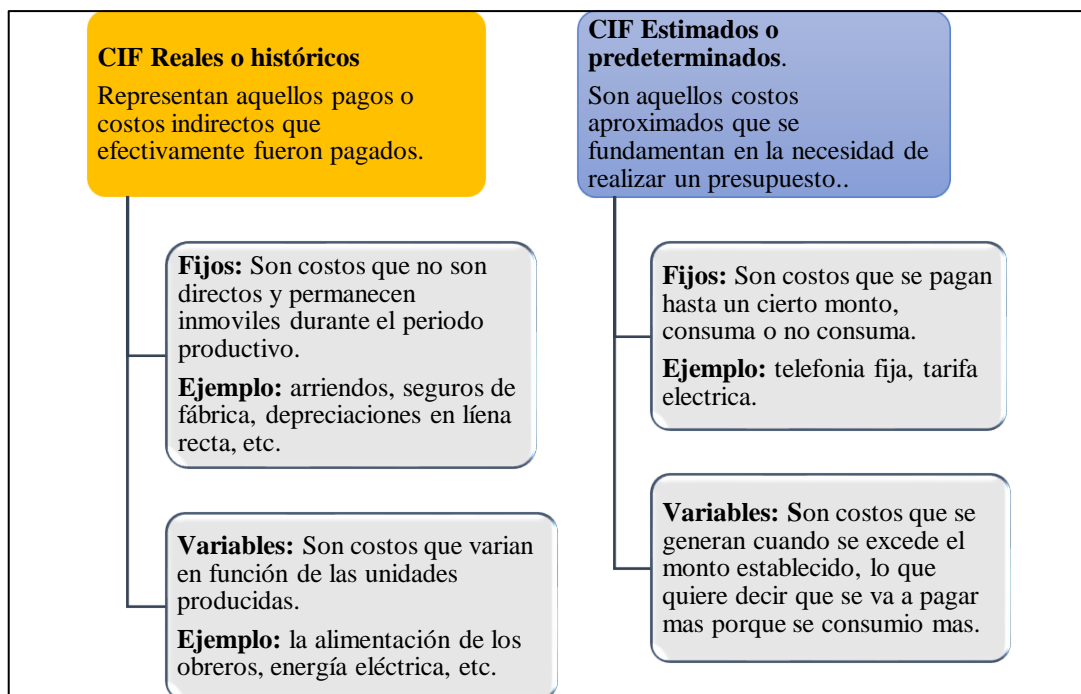 CIF Reales o históricos
Representan aquellos pagos o
costos indirectos que
efectivamente fueron pagados.
Fijos: Son costos que no son
directos y permanecen
inmoviles durante el periodo
productivo.
Ejemplo: arriendos, seguros de
fábrica, depreciaciones en líena
recta, etc.
Variables: Son costos que varian
en función de las unidades
producidas.
Ejemplo: la alimentación de los
obreros, energía eléctrica, etc.
CIF Estimados o
predeterminados.
Son aquellos costos
aproximados que se
fundamentan en la necesidad de
realizar un presupuesto..
Fijos: Son costos que se pagan
hasta un cierto monto,
consuma o no consuma.
Ejemplo: telefonia fija, tarifa
electrica.
Variables: Son costos que se
generan cuando se excede el
monto establecido, lo que
quiere decir que se va a pagar
mas porque se consumio mas.